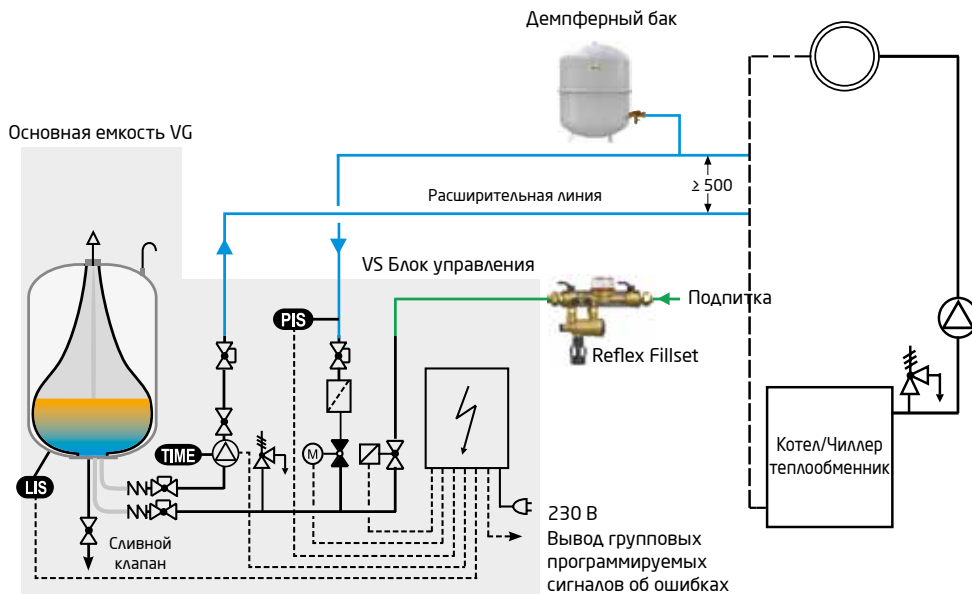 Демпферный бак
Основная емкость VG
≥ 500
Расширительная линия
VS Блок управления
Подпитка
PIS
Reflex Fillset
Котел/Чиллер
теплообменник
TIME
M
LIS
230 В
Сливной
клапан
Вывод групповых
программируемых
сигналов об ошибках